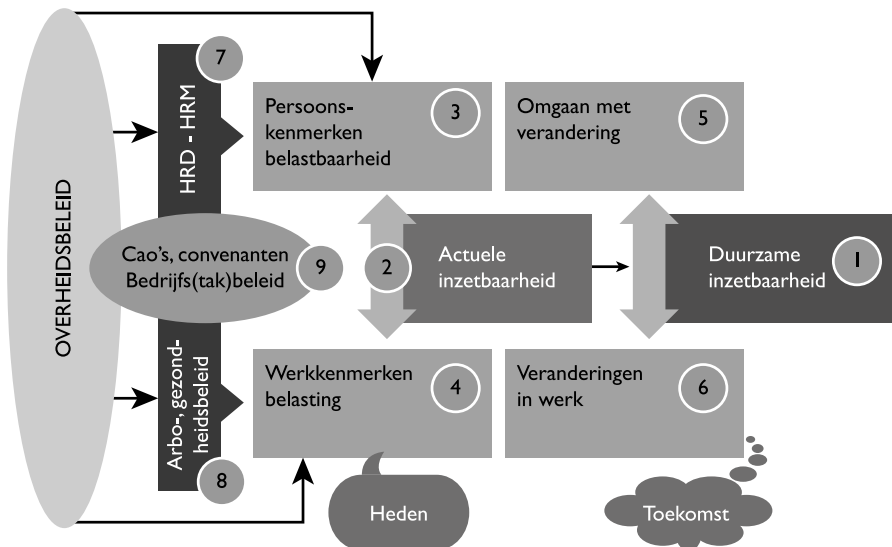 OVERHEIDSBELEID
7
HRD - HRM
Persoons-
kenmerken
belastbaarheid
3
Omgaan met
verandering
5
Cao's, convenanten
Bedrijfs(tak)beleid
9
2
Actuele
inzetbaarheid
Duurzame
inzetbaarheid
1
Arbo-, gezond-
heidsbeleid
8
Werkkenmerken
belasting
4
Veranderingen
in werk
6
Heden
Toekomst